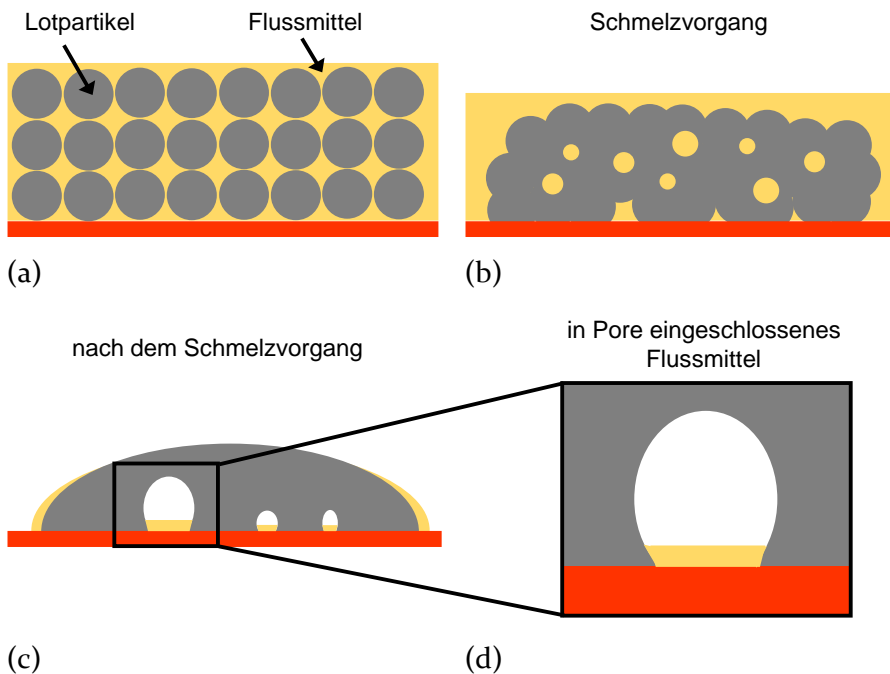 Lotpartikel
Flussmittel
Schmelzvorgang
(a)
(b)
nach dem Schmelzvorgang
in Pore eingeschlossenes
Flussmittel
(c)
(d)